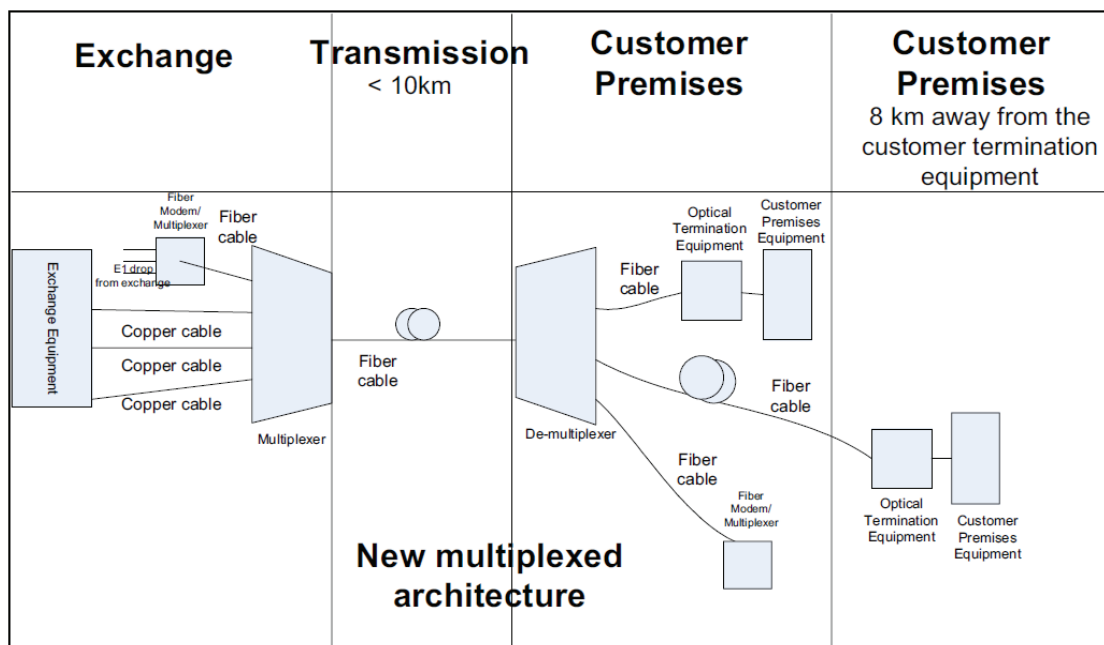 Exchange
Transmission
< 10km
Customer
Premises
Customer
Premises
8 km away from the
customer termination
equipment
Fiber
Modem/
Multiplexer
Fiber
cable
E1 drop
from exchange
Exchange Equipment
Copper cable
Copper cable
Copper cable
Multiplexer
Fiber
cable
De-multiplexer
Fiber
cable
Optical
Termination
Equipment
Customer
Premises
Equipment
Fiber
cable
Fiber
cable
Fiber
Modem/
Multiplexer
Optical
Termination
Equipment
Customer
Premises
Equipment
New multiplexed
architecture